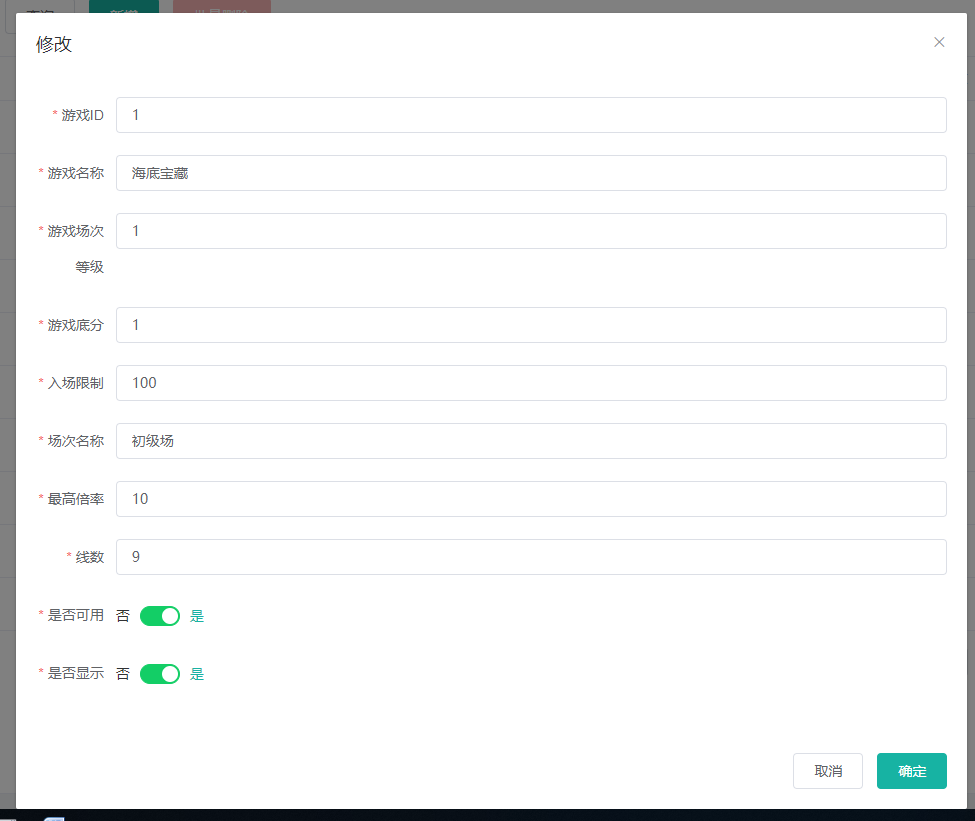 修改
* 游戏ID 1
* 游戏名称 海底宝藏
* 游戏场次 1
等级
* 游戏底分 1
* 入场限制 100
* 场次名称 初级场
* 最高倍率 10
* 线数 9
* 是否可用 否 是
* 是否显示 否 是
取消 确定